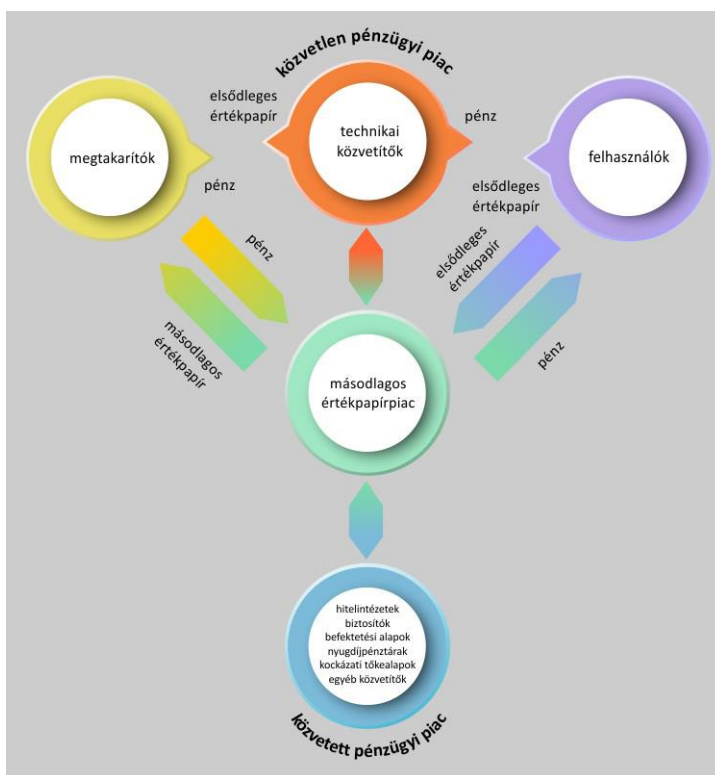 közvetlen pénzügyi piac
elsődleges
értékpapír
pénz
megtakarítók
technikai
közvetítők
felhasználók
pénz
elsődleges
értékpapír
pénz
másodlagos
értékpapír
elsődleges
értékpapír
pénz
másodlagos
értékpapírpiac
hitelintézetek
biztosítók
befektetési alapok
nyugdíjpénztárak
kockázati tőkealapok
egyéb közvetítők
közvetett pénzügyi piac